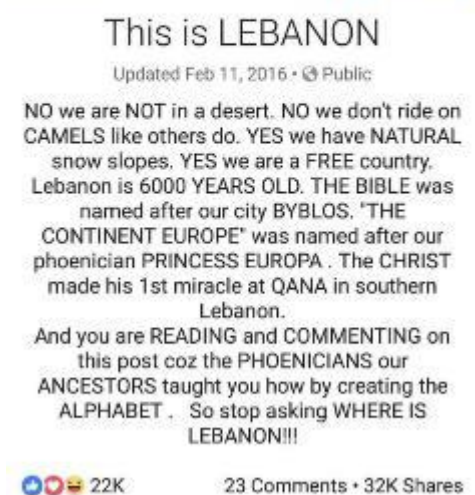 This is LEBANON
Updated Feb 11, 2016 • Public
NO we are NOT in a desert. NO we don't ride on
CAMELS like others do. YES we have NATURAL
snow slopes. YES we are a FREE country.
Lebanon is 6000 YEARS OLD. THE BIBLE was
named after our city BYBLOS. "THE
CONTINENT EUROPE" was named after our
phoenician PRINCESS EUROPA . The CHRIST
made his 1st miracle at QANA in southern
Lebanon.
And you are READING and COMMENTING on
this post coz the PHOENICIANS our
ANCESTORS taught you how by creating the
ALPHABET . So stop asking WHERE IS
LEBANON!!!
22K 23 Comments • 32K Shares